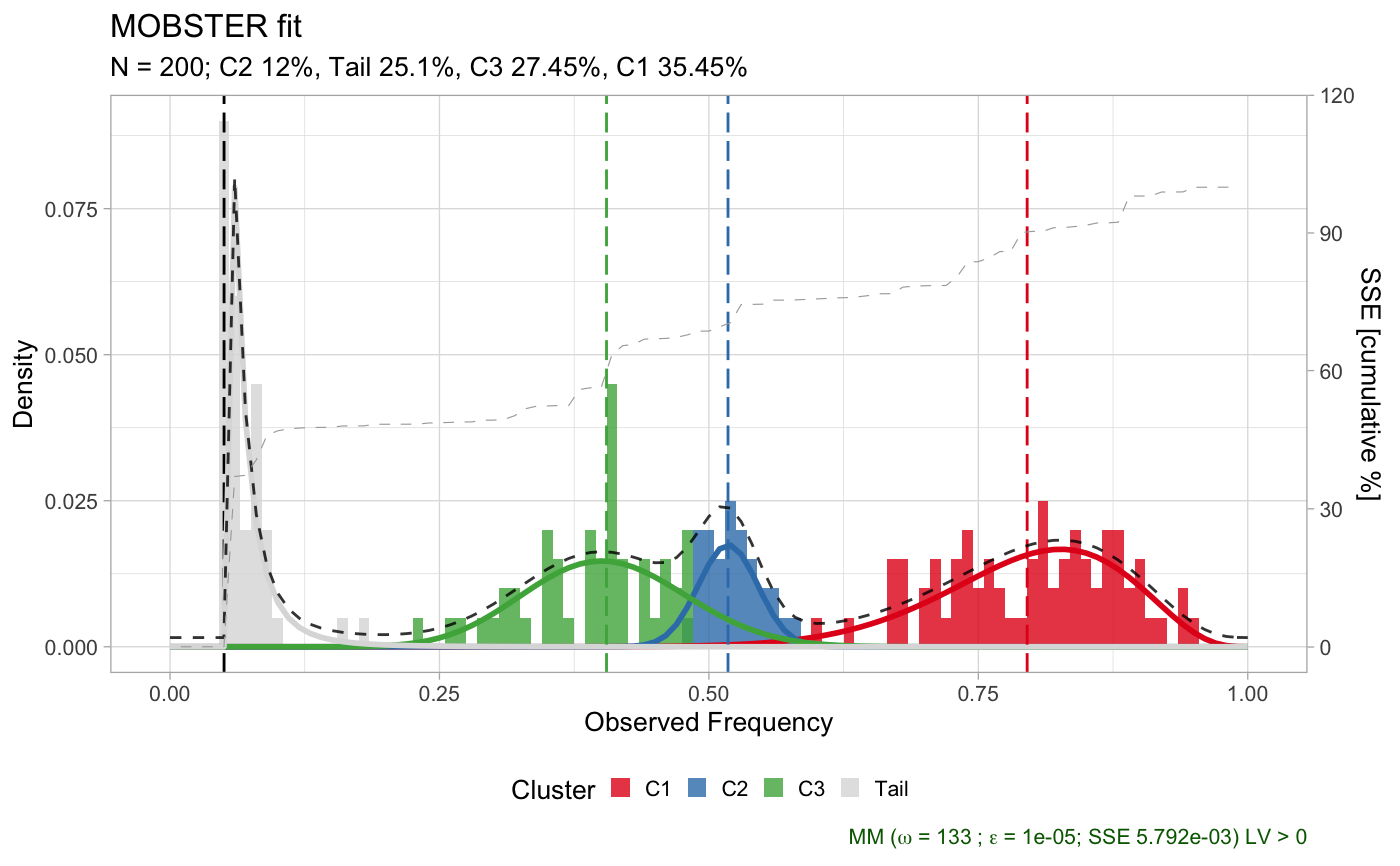 MOBSTER fit
N = 200; C2 12%, Tail 25.1%, C3 27.45%, C1 35.45%
120
0.075
90
0.050
60
0.025
30
0.000
0
Density
SSE [cumulative %]
0.00 0.25 0.50 0.75 1.00
Observed Frequency
Cluster C1 C2 C3 Tail
MM (ω = 133 ; ε = 1e-05; SSE 5.792e-03) LV > 0